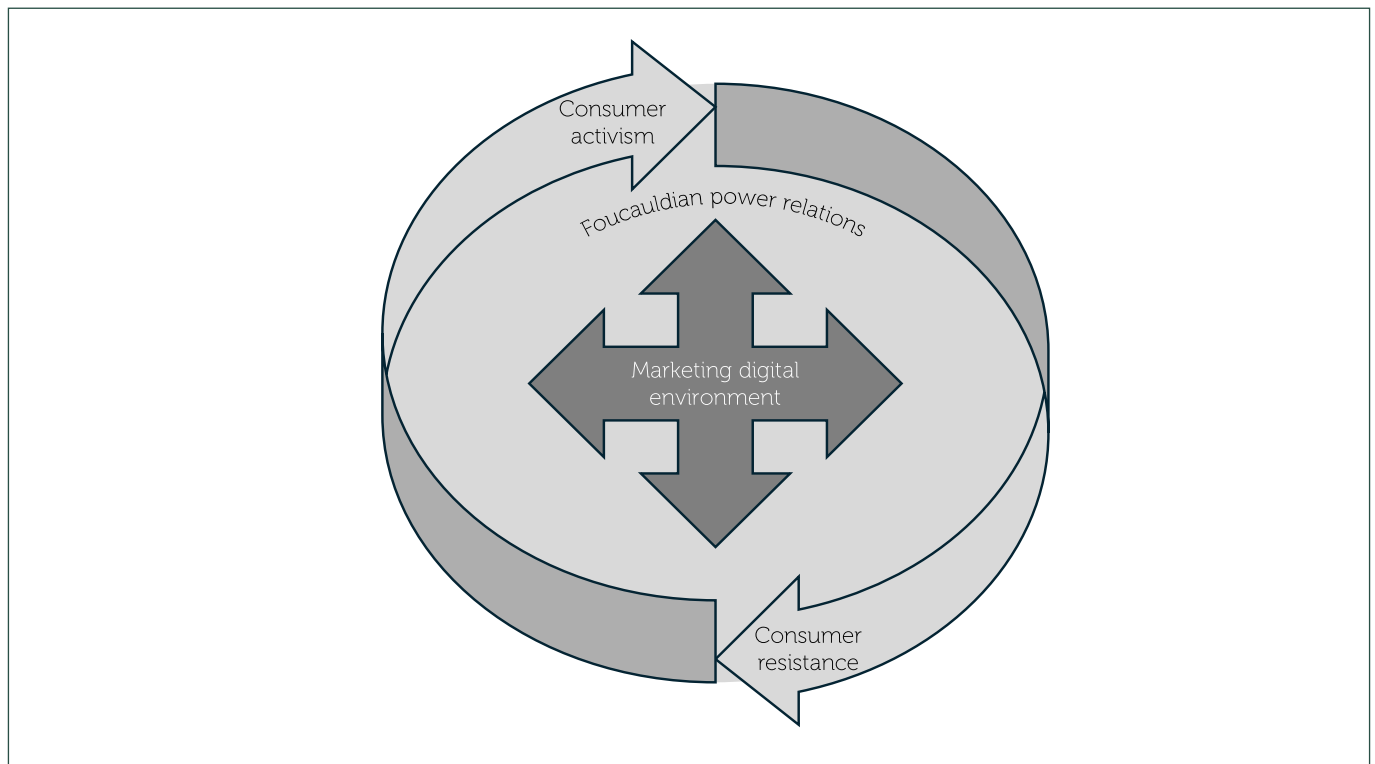 Consumer
activism
Foucauldian power relations
Marketing digital
environment
Consumer
resistance